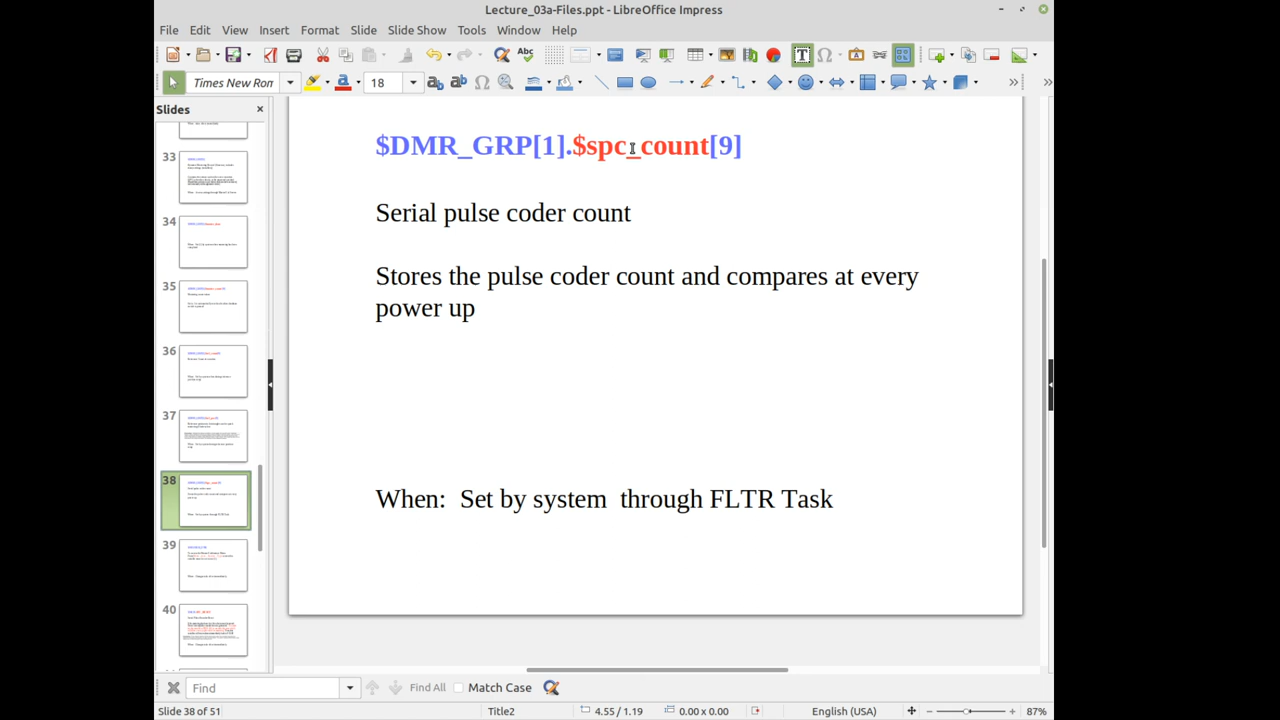 Lecture_03a-Files.ppt - LibreOffice Impress
File Edit View Insert Format Slide Slide Show Tools Window Help
Times New Rom 18
Slides
$DMR_GRP[1].$spc_count[9]
Serial pulse coder count
Stores the pulse coder count and compares at every
power up
When: Set by system through FLTR Task
33
34
35
36
37
38
39
40
Find Find All Match Case
Slide 38 of 51 Title2 4.55 / 1.19 0.00 x 0.00 English (USA) 87%